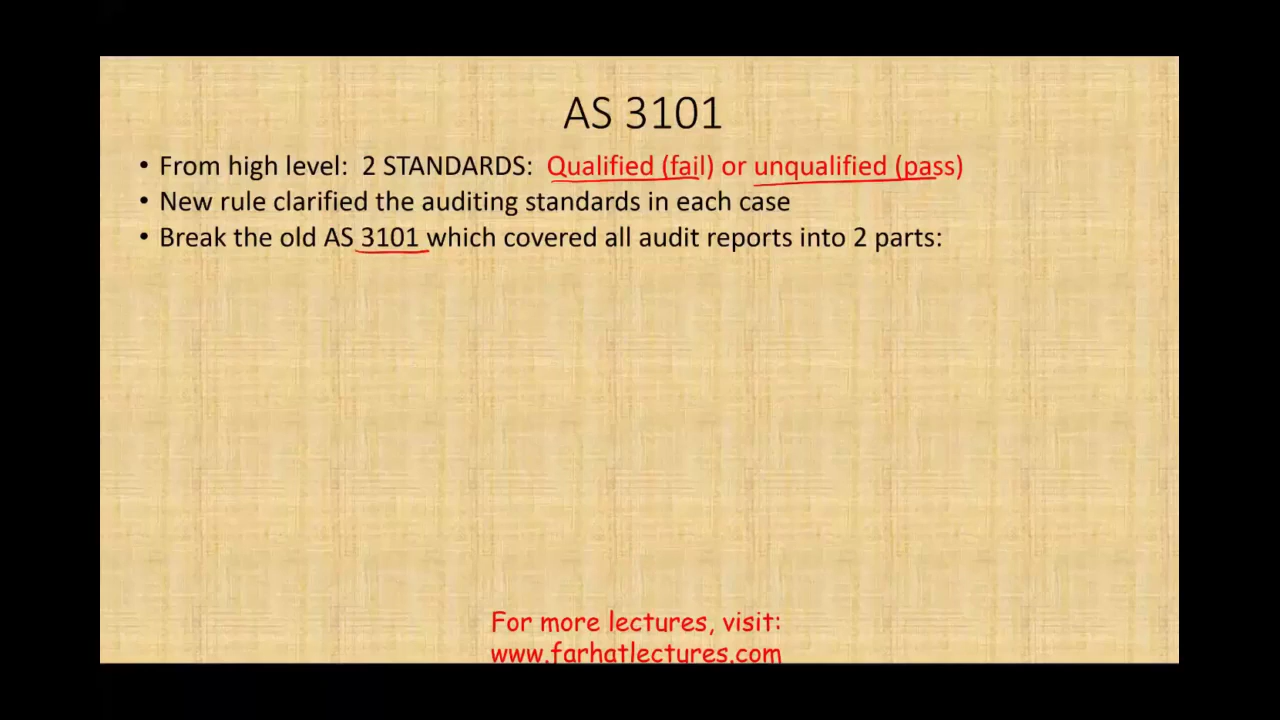 AS 3101
• From high level: 2 STANDARDS: Qualified (fail) or unqualified (pass)
• New rule clarified the auditing standards in each case
• Break the old AS 3101 which covered all audit reports into 2 parts:
For more lectures, visit:
www.farhatlectures.com